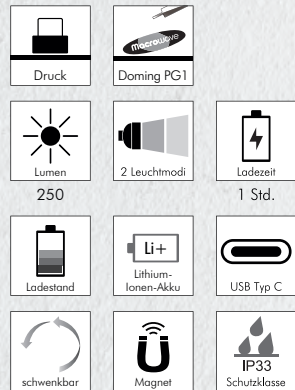 macrowave
Druck
Doming PG1
Lumen
2 Leuchtmodi
Ladezeit
250
1 Std.
Li+
Ladestand
Lithium-
Ionen-Akku
USB Typ C
IP33
schwenkbar
Magnet
Schutzklasse